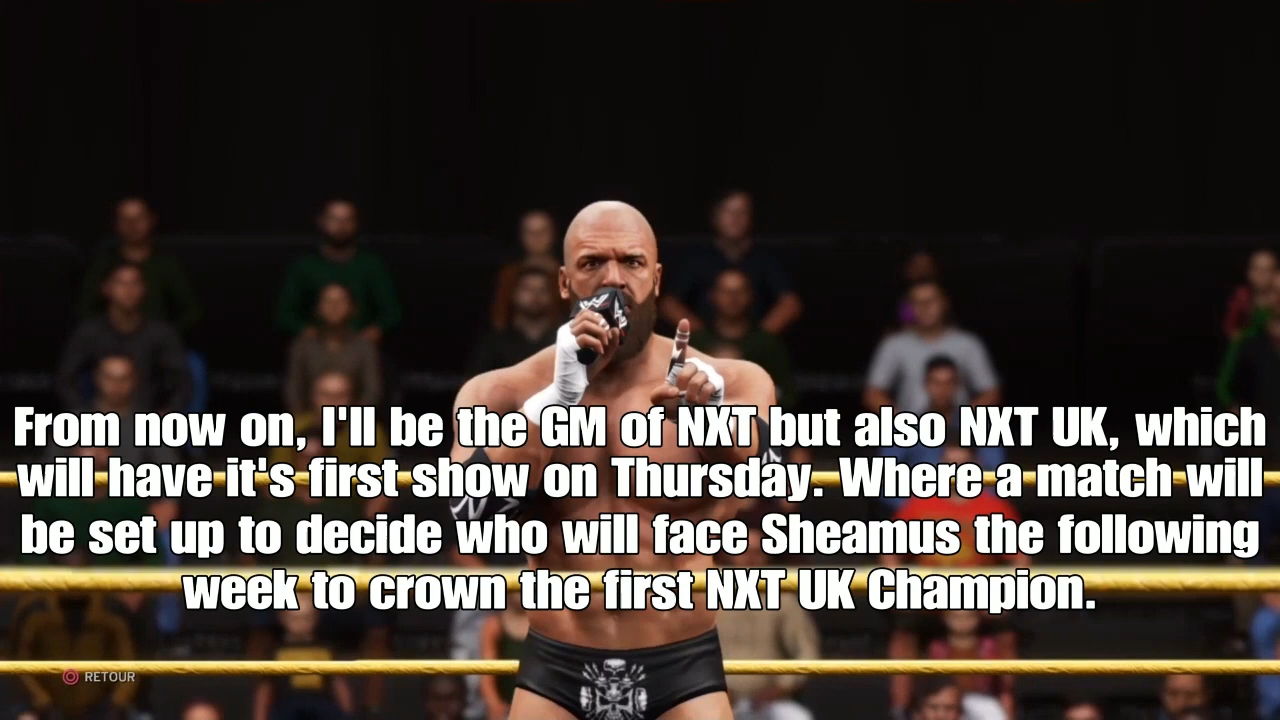 From now on, I'll be the GM of NXT but also NXT UK, which
will have it's first show on Thursday. Where a match will
be set up to decide who will face Sheamus the following
week to crown the first NXT UK Champion.
RETOUR